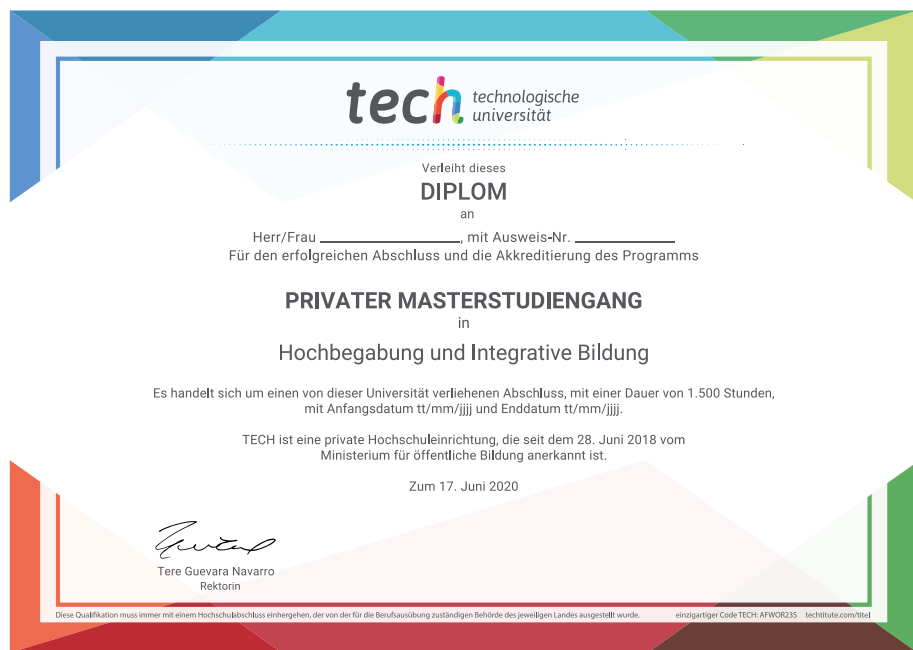 tech technologische
universität
Verleiht dieses
DIPLOM
an
Herr/Frau ____________________, mit Ausweis-Nr. ______________
Für den erfolgreichen Abschluss und die Akkreditierung des Programms
PRIVATER MASTERSTUDIENGANG
in
Hochbegabung und Integrative Bildung
Es handelt sich um einen von dieser Universität verliehenen Abschluss, mit einer Dauer von 1.500 Stunden,
mit Anfangsdatum tt/mm/jjjj und Enddatum tt/mm/jjjj.
TECH ist eine private Hochschuleinrichtung, die seit dem 28. Juni 2018 vom
Ministerium für öffentliche Bildung anerkannt ist.
Zum 17. Juni 2020
Tere Guevara Navarro
Rektorin
Diese Qualifikation muss immer mit einem Hochschulabschluss einhergehen, der von der für die Berufsausübung zuständigen Behörde des jeweiligen Landes ausgestellt wurde. einzigartiger Code TECH: AFWOR235 techtitute.com/titel